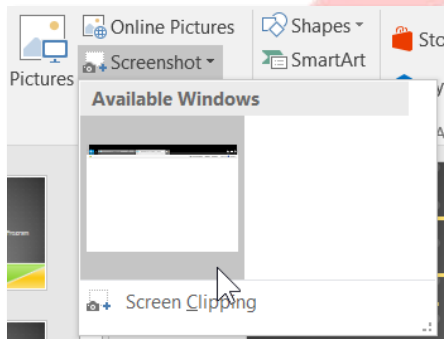 Online Pictures
Screenshot
Pictures
Shapes
SmartArt
Sto
Available Windows
Screen Clipping